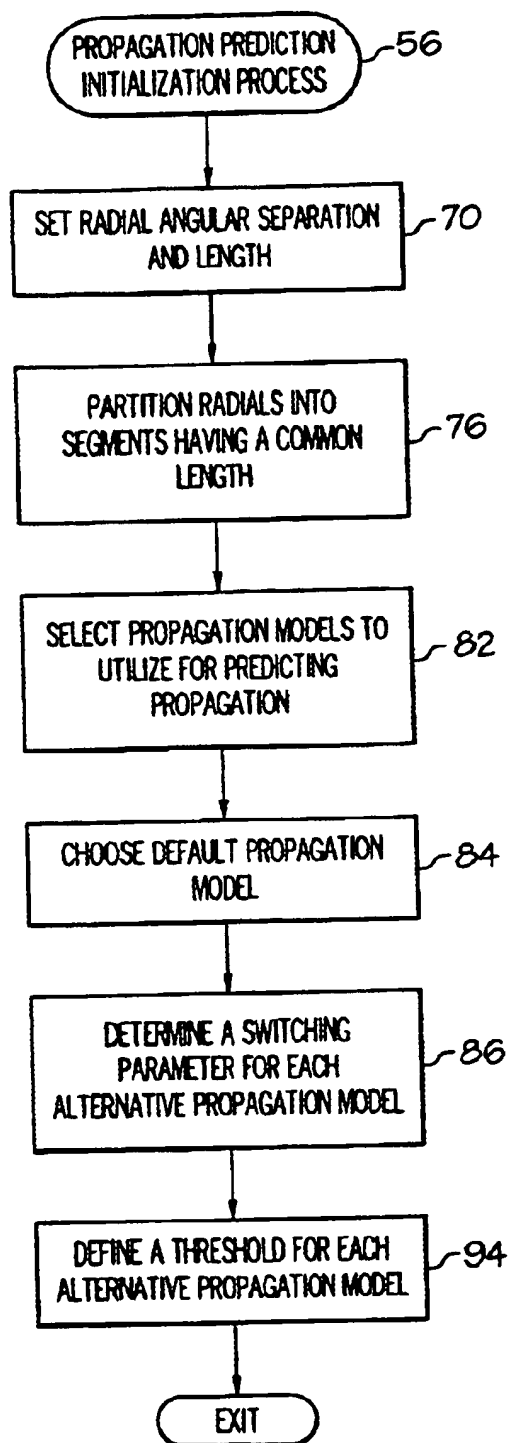 PROPAGATION PREDICTION
INITIALIZATION PROCESS
56
SET RADIAL ANGULAR SEPARATION
AND LENGTH
70
PARTITION RADIALS INTO
SEGMENTS HAVING A COMMON
LENGTH
76
SELECT PROPAGATION MODELS TO
UTILIZE FOR PREDICTING
PROPAGATION
82
CHOOSE DEFAULT PROPAGATION
MODEL
84
DETERMINE A SWITCHING
PARAMETER FOR EACH
ALTERNATIVE PROPAGATION MODEL
86
DEFINE A THRESHOLD FOR EACH
ALTERNATIVE PROPAGATION MODEL
94
EXIT